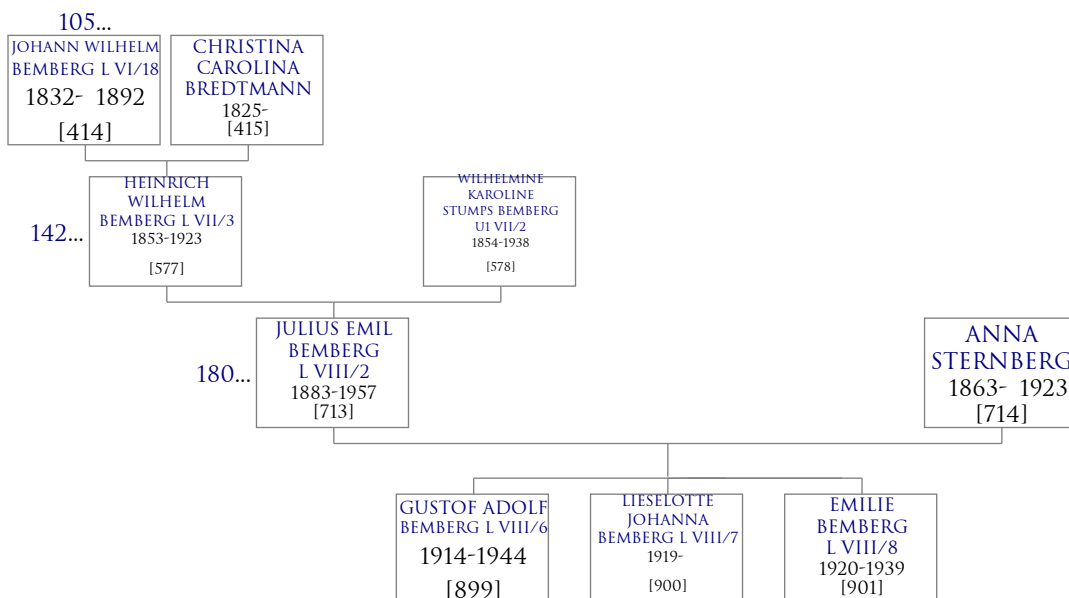 105...
JOHANN WILHELM
BEMBERG L VI/18
1832- 1892
[414]
CHRISTINA
CAROLINA
BREDTMANN
1825-
[415]
142...
HEINRICH
WILHELM
BEMBERG L VII/3
1853-1923
[577]
WILHELMINE
KAROLINE
STUMPS BEMBERG
U1 VII/2
1854-1938
[578]
180...
JULIUS EMIL
BEMBERG
L VIII/2
1883-1957
[713]
ANNA
STERNBERG
1863- 1923
[714]
GUSTOF ADOLF
BEMBERG L VIII/6
1914-1944
[899]
LIESELOTTE
JOHANNA
BEMBERG L VIII/7
1919-
[900]
EMILIE
BEMBERG
L VIII/8
1920-1939
[901]